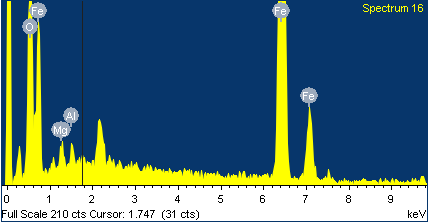 Spectrum 16
Fe
O
Fe
Al
Mg
Fe
0 1 2 3 4 5 6 7 8 9
Full Scale 210 cts Cursor: 1.747 (31 cts) keV